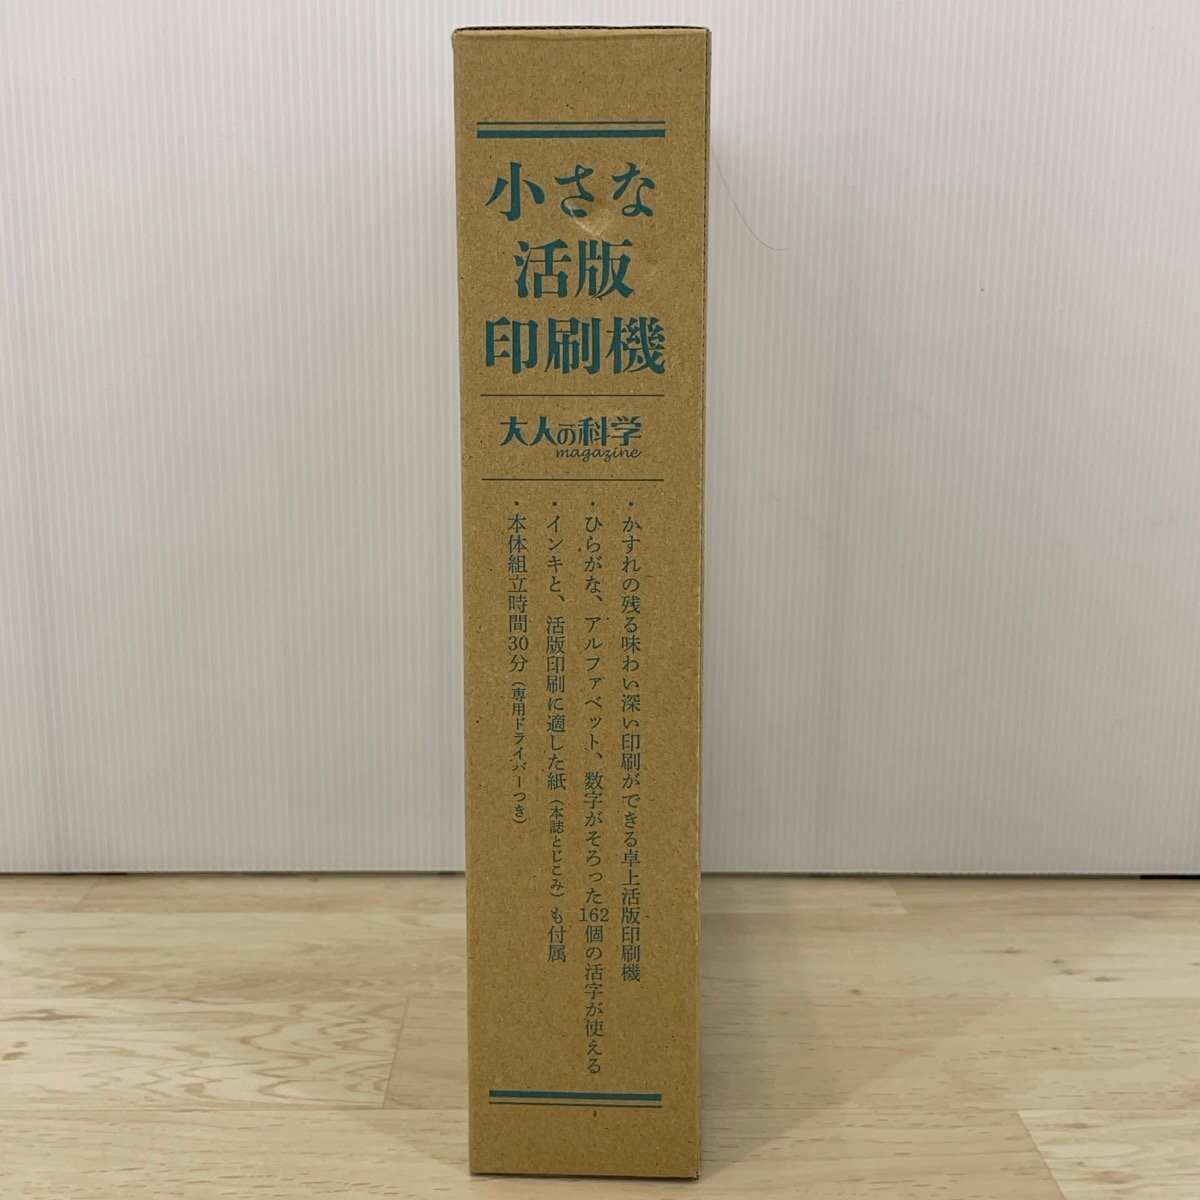 小さな
活版
印刷機
大人の科学
magazine
・かすれの残る味わい深い印刷ができる卓上活版印刷機
・ひらがな、アルファベット、数字がそろった162個の活字が使える
・インキと、活版印刷に適した紙(本誌とじこみ)も付属
・本体組立時間30分(専用ドライバーつき)